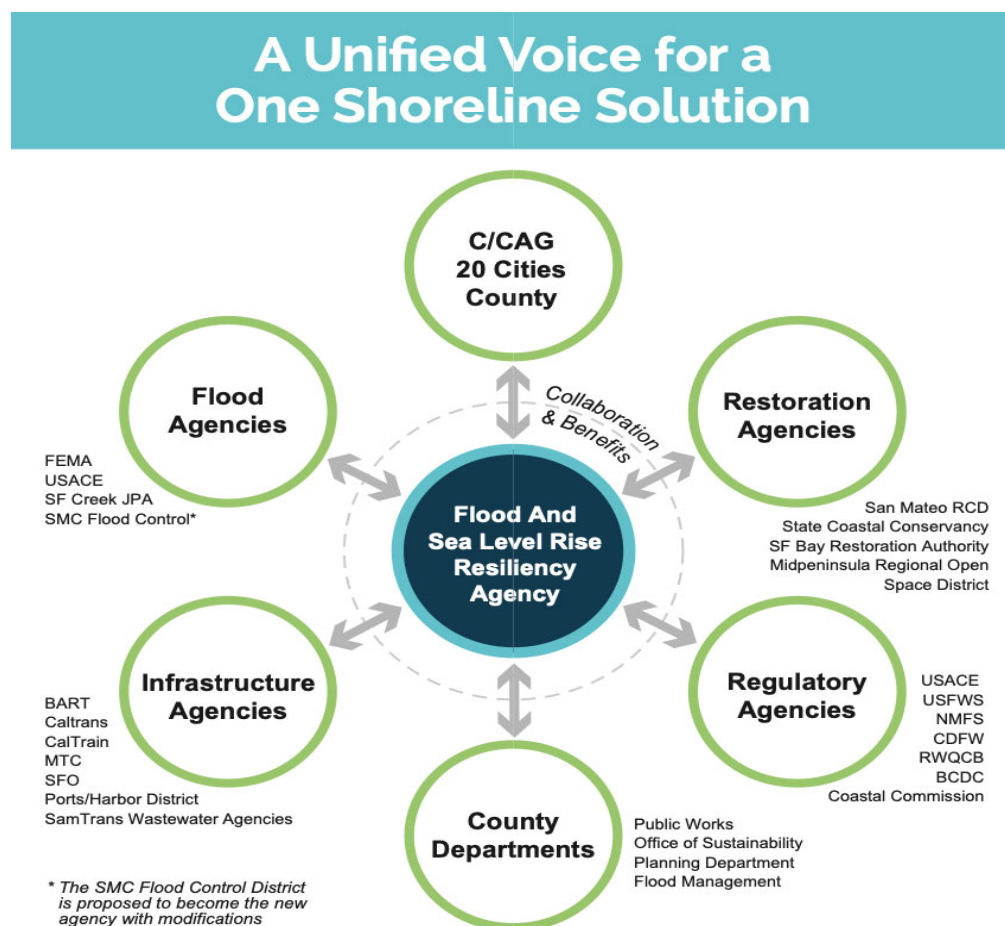 A Unified Voice for a
One Shoreline Solution
C/CAG
20 Cities
County
Flood
Agencies
FEMA
USACE
SF Creek JPA
SMC Flood Control*
Collaboration
& Benefits
Restoration
Agencies
San Mateo RCD
State Coastal Conservancy
SF Bay Restoration Authority
Midpeninsula Regional Open
Space District
Flood And
Sea Level Rise
Resiliency
Agency
Infrastructure
Agencies
BART
Caltrans
CalTrain
MTC
SFO
Ports/Harbor District
SamTrans Wastewater Agencies
Regulatory
Agencies
USACE
USFWS
NMFS
CDFW
RWQCB
BCDC
Coastal Commission
County
Departments
Public Works
Office of Sustainability
Planning Department
Flood Management
* The SMC Flood Control District
is proposed to become the new
agency with modifications